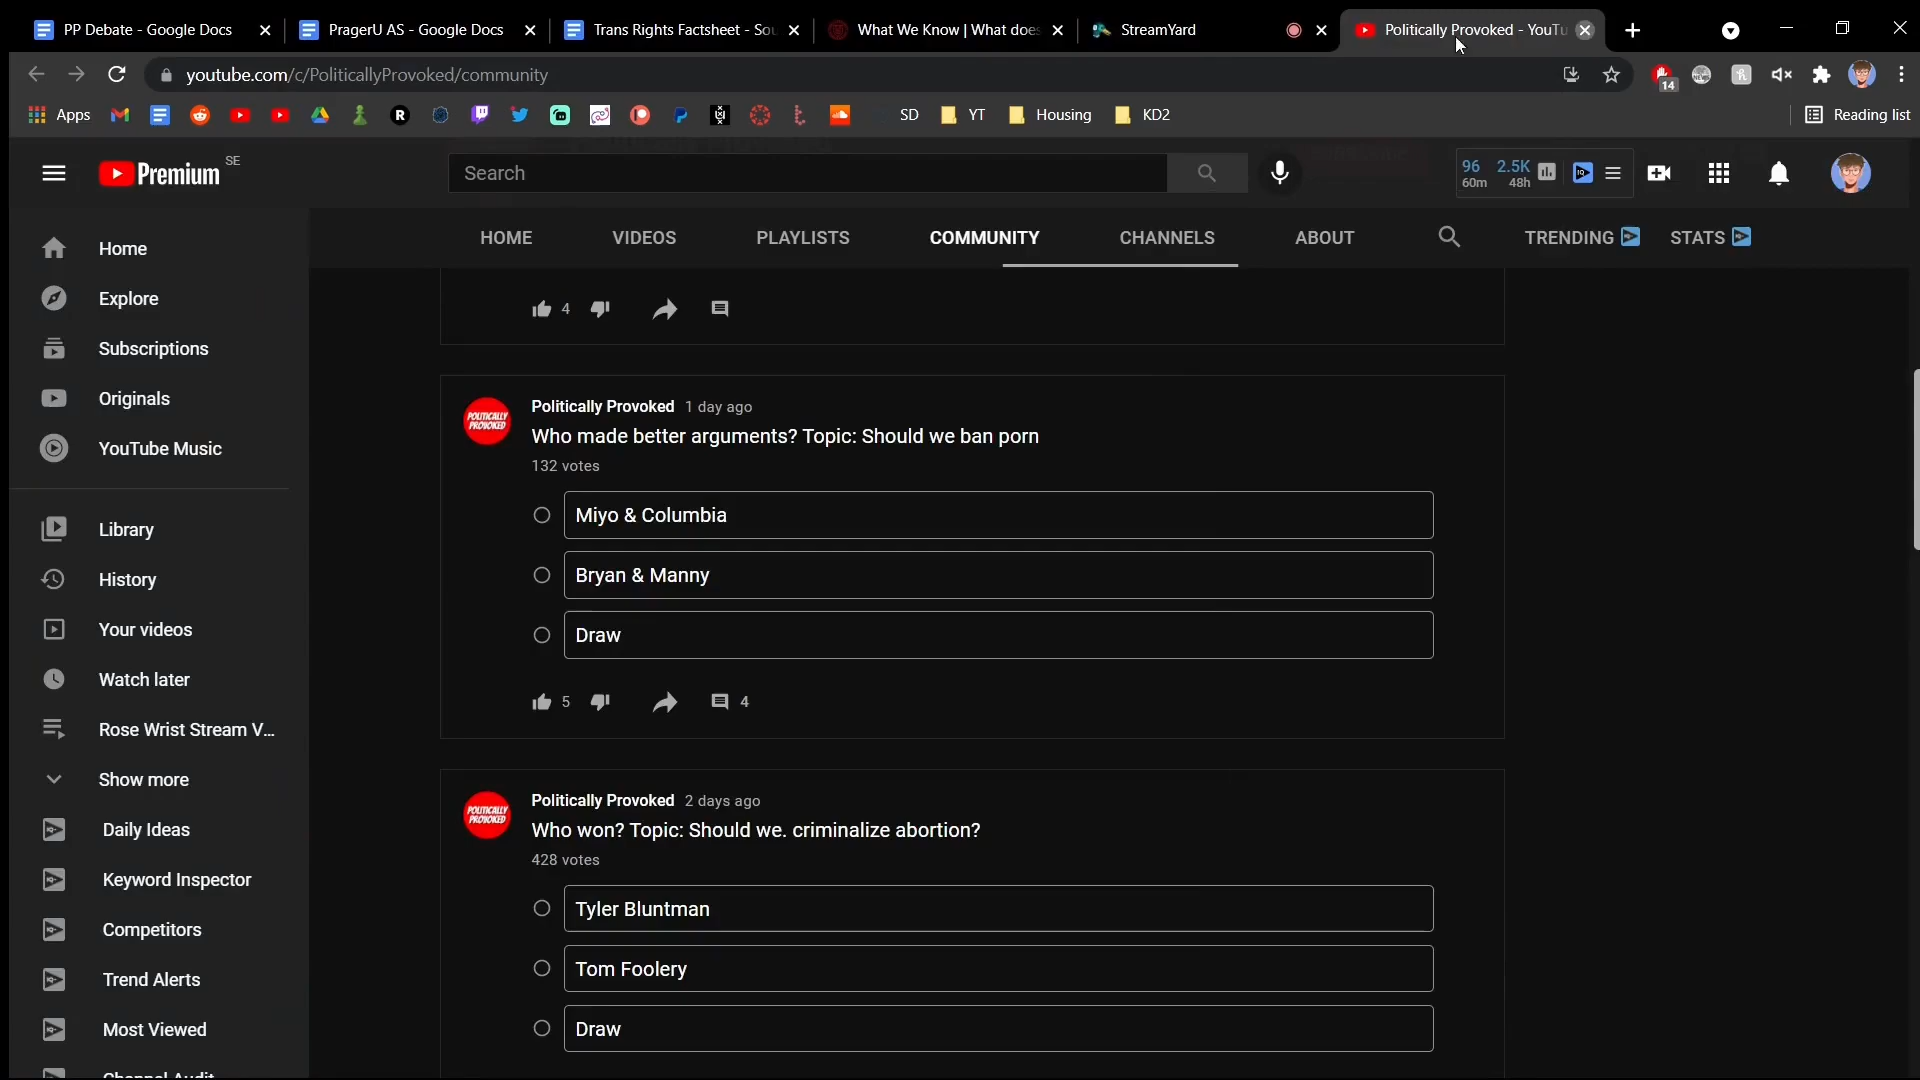 PP Debate - Google Docs
PragerU AS - Google Docs
Trans Rights Factsheet - Sou
What We Know | What does
StreamYard
Politically Provoked - YouTu
youtube.com/c/PoliticallyProvoked/community
14
Apps
SD
YT
Housing
KD2
Reading list
Premium
SE
Search
96
2.5K
60m
48h
HOME
VIDEOS
PLAYLISTS
COMMUNITY
CHANNELS
ABOUT
TRENDING
STATS
Home
Explore
Subscriptions
Originals
YouTube Music
Library
History
Your videos
Watch later
Rose Wrist Stream V...
Show more
Daily Ideas
Keyword Inspector
Competitors
Trend Alerts
Most Viewed
4
POLITICALLY
PROVOKED
Politically Provoked 1 day ago
Who made better arguments? Topic: Should we ban porn
132 votes
Miyo & Columbia
Bryan & Manny
Draw
5
4
POLITICALLY
PROVOKED
Politically Provoked 2 days ago
Who won? Topic: Should we. criminalize abortion?
428 votes
Tyler Bluntman
Tom Foolery
Draw